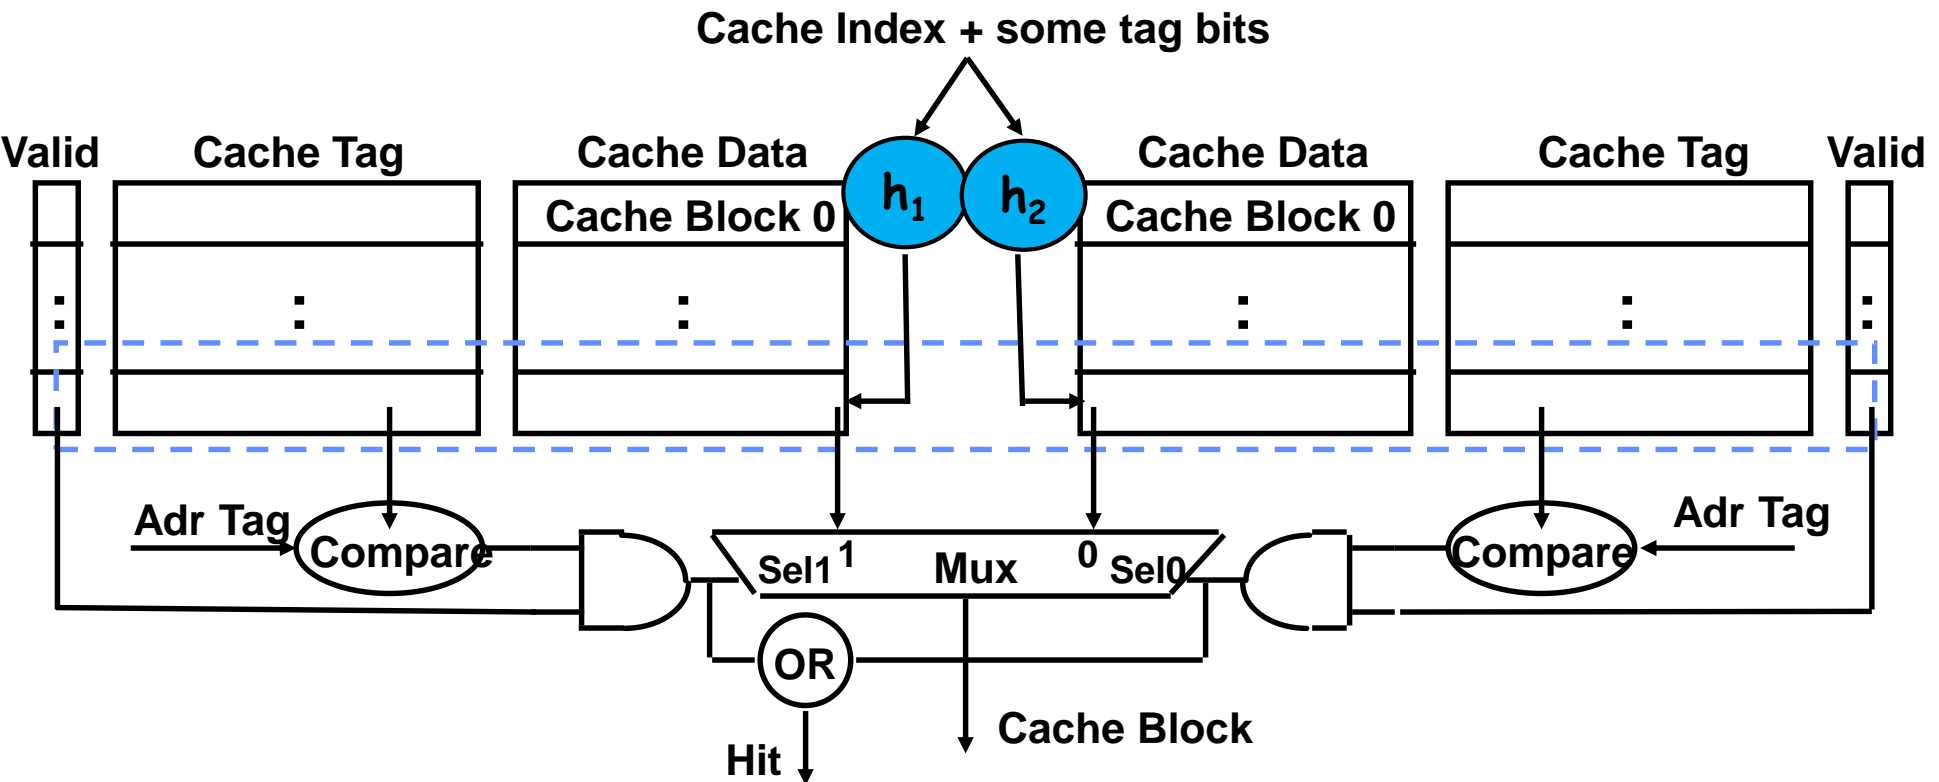 Cache Index + some tag bits
Valid Cache Tag Cache Data h1 h2 Cache Data Cache Tag Valid
Cache Block 0 Cache Block 0
: : : : : :
Adr Tag Compare Sel1 1 Mux 0 Sel0 Compare Adr Tag
OR
Cache Block
Hit